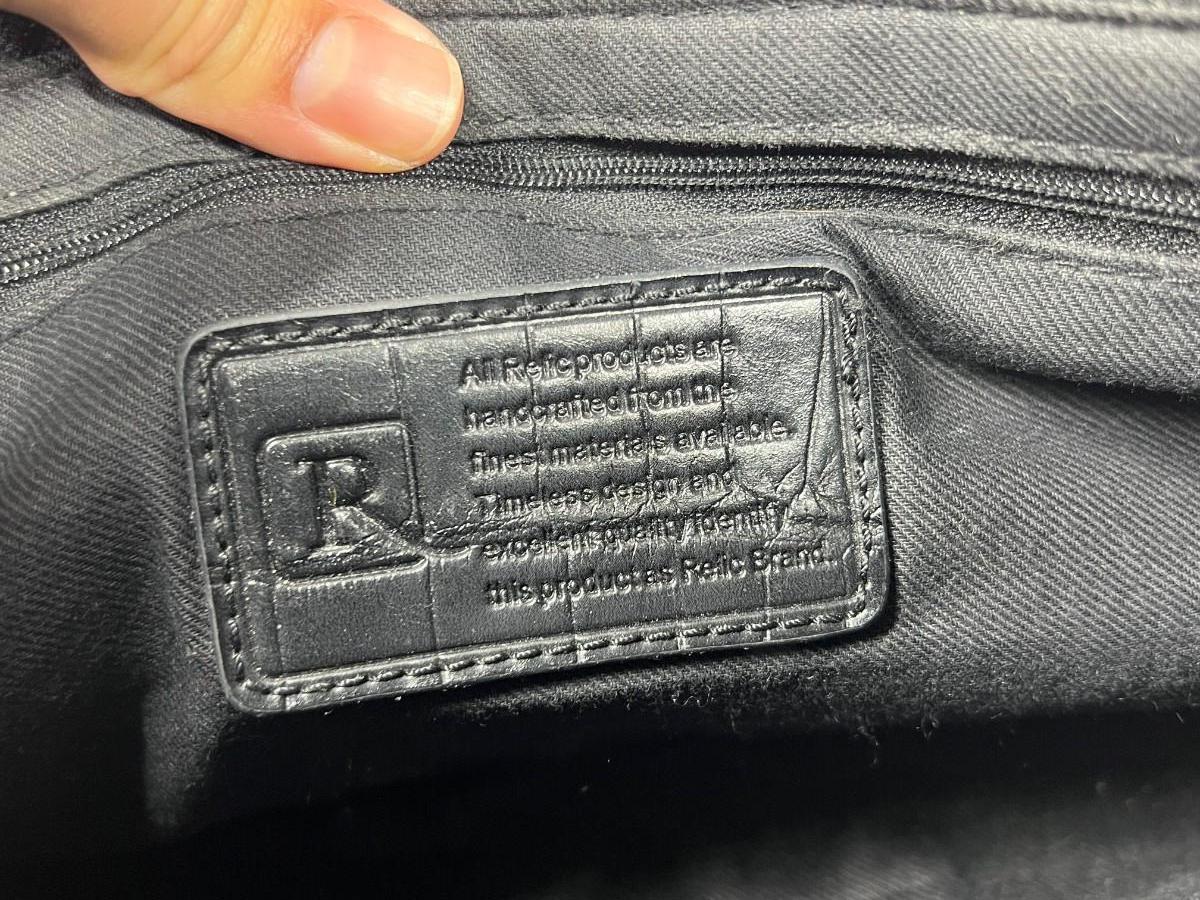 R
All Relic products are
handcrafted from the
finest materials available.
Timeless design and
excellent quality identify
this product as Relic Brand.